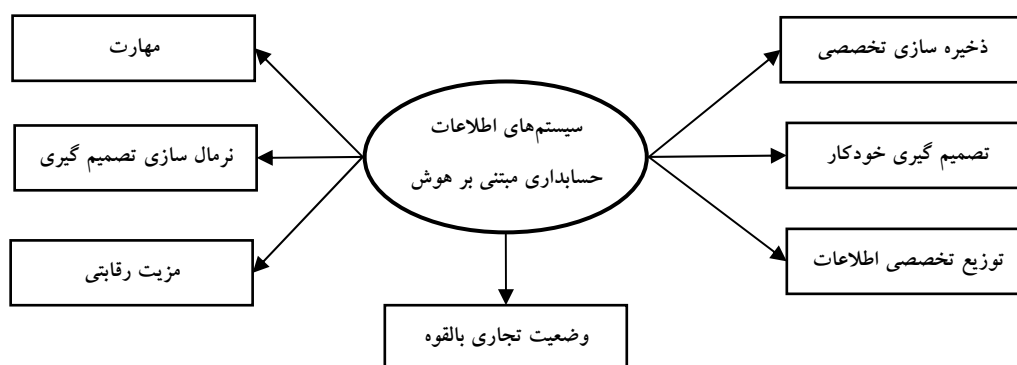 ذخیره سازی تخصصی
مهارت
سیستم‌های اطلاعات
حسابداری مبتنی بر هوش
تصمیم گیری خودکار
نرمال سازی تصمیم گیری
توزیع تخصصی اطلاعات
مزیت رقابتی
وضعیت تجاری بالقوه